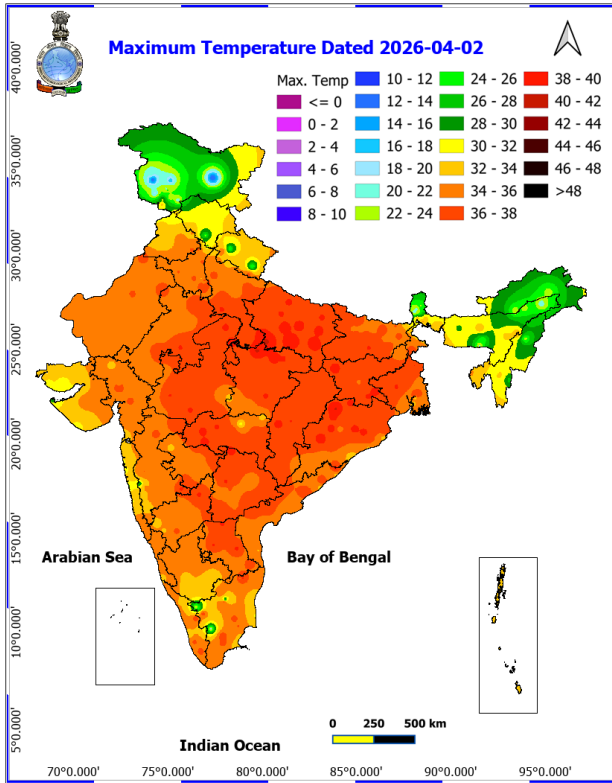 Maximum Temperature Dated 2026-04-02
Max. Temp
<= 0
0 - 2
2 - 4
4 - 6
6 - 8
8 - 10
10 - 12
12 - 14
14 - 16
16 - 18
18 - 20
20 - 22
22 - 24
24 - 26
26 - 28
28 - 30
30 - 32
32 - 34
34 - 36
36 - 38
38 - 40
40 - 42
42 - 44
44 - 46
46 - 48
>48
40°0.000'
35°0.000'
30°0.000'
25°0.000'
20°0.000'
15°0.000'
10°0.000'
5°0.000'
Arabian Sea
Bay of Bengal
Indian Ocean
0 250 500 km
70°0.000' 75°0.000' 80°0.000' 85°0.000' 90°0.000' 95°0.000'